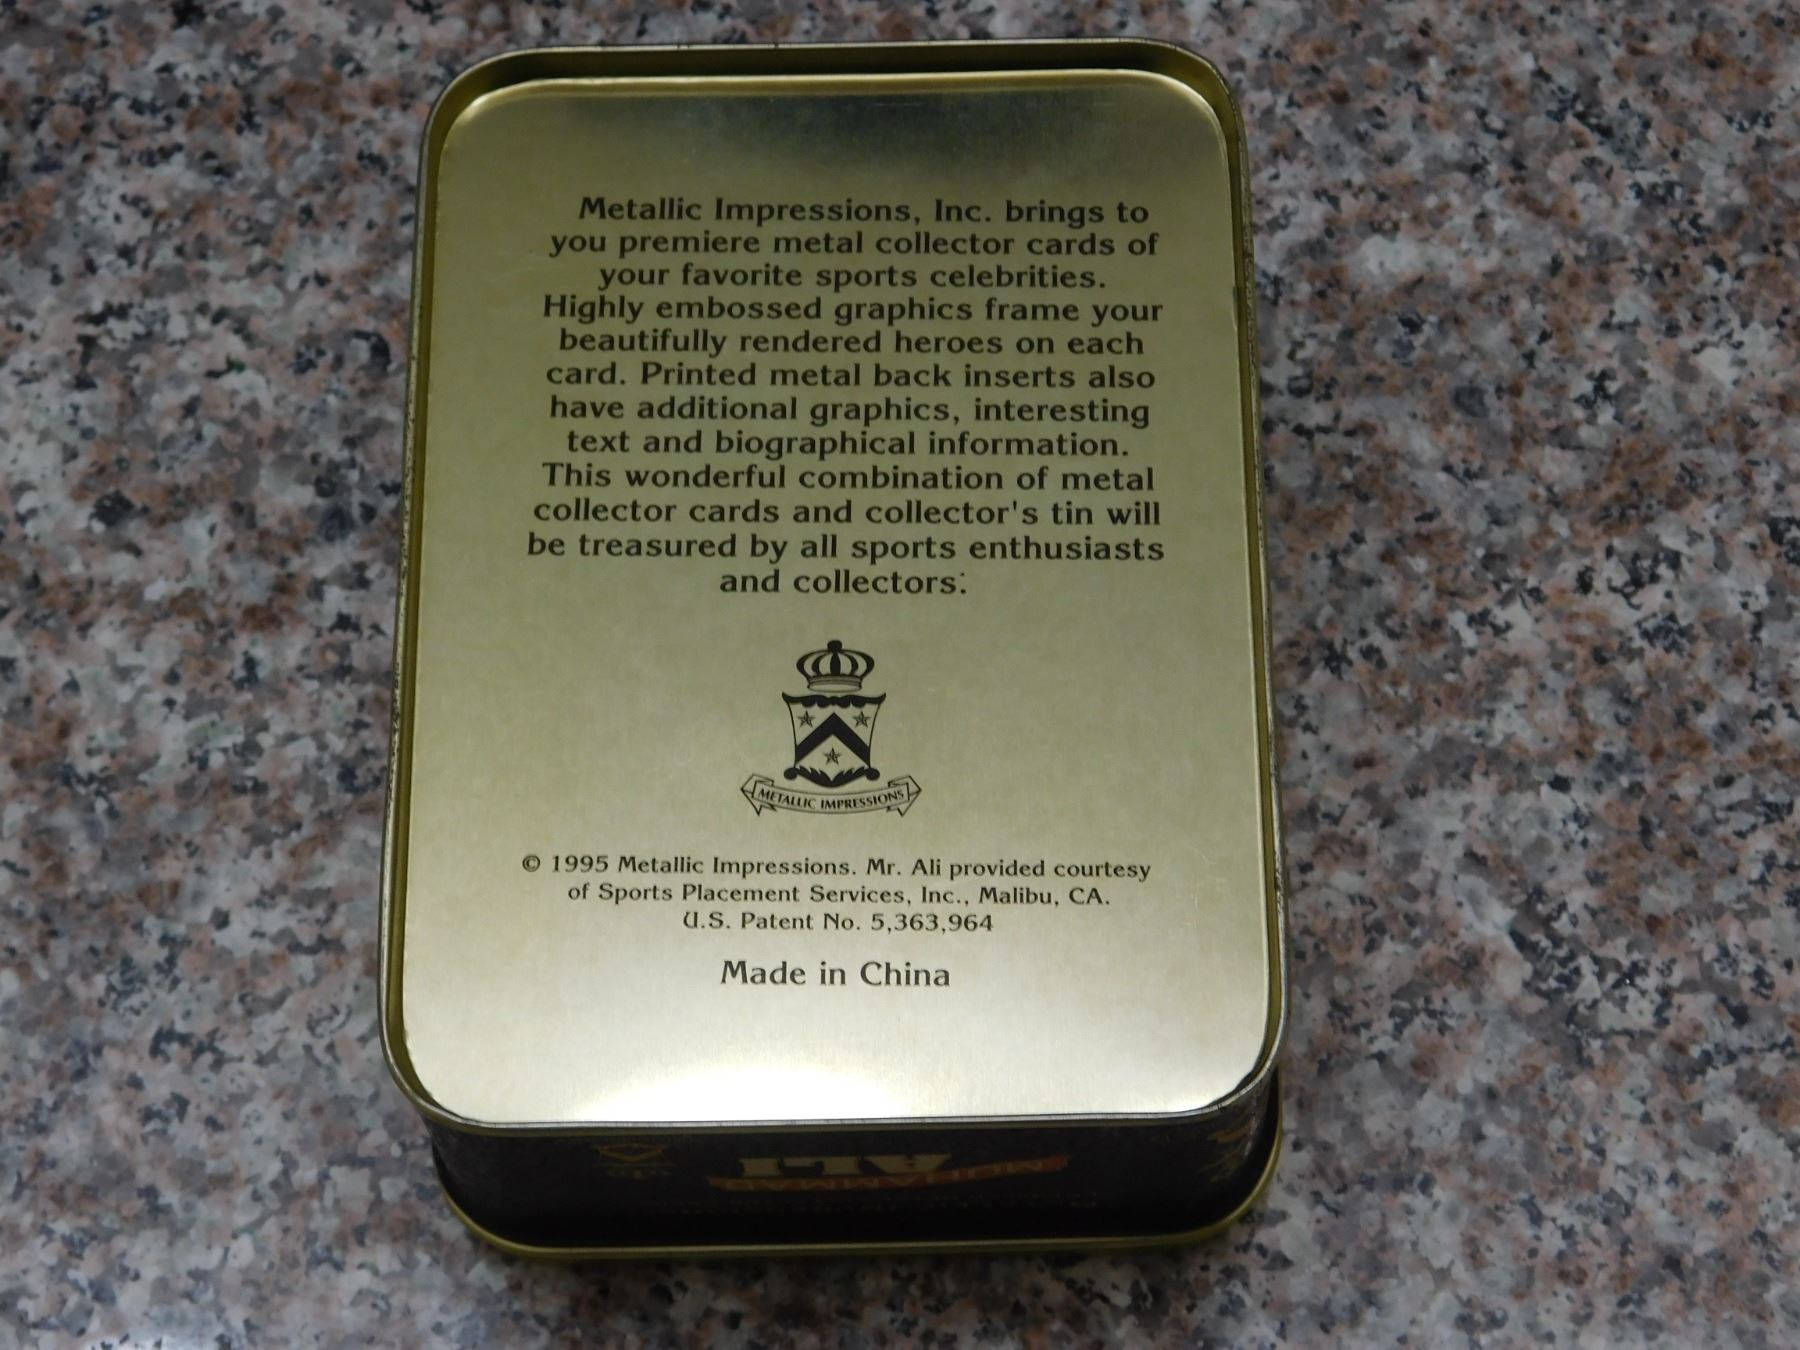 Metallic Impressions, Inc. brings to
you premiere metal collector cards of
your favorite sports celebrities.
Highly embossed graphics frame your
beautifully rendered heroes on each
card. Printed metal back inserts also
have additional graphics, interesting
text and biographical information.
This wonderful combination of metal
collector cards and collector's tin will
be treasured by all sports enthusiasts
and collectors.
METALLIC IMPRESSIONS
© 1995 Metallic Impressions. Mr. Ali provided courtesy
of Sports Placement Services, Inc., Malibu, CA.
U.S. Patent No. 5,363,964
Made in China
MUHAMMAD
ALI